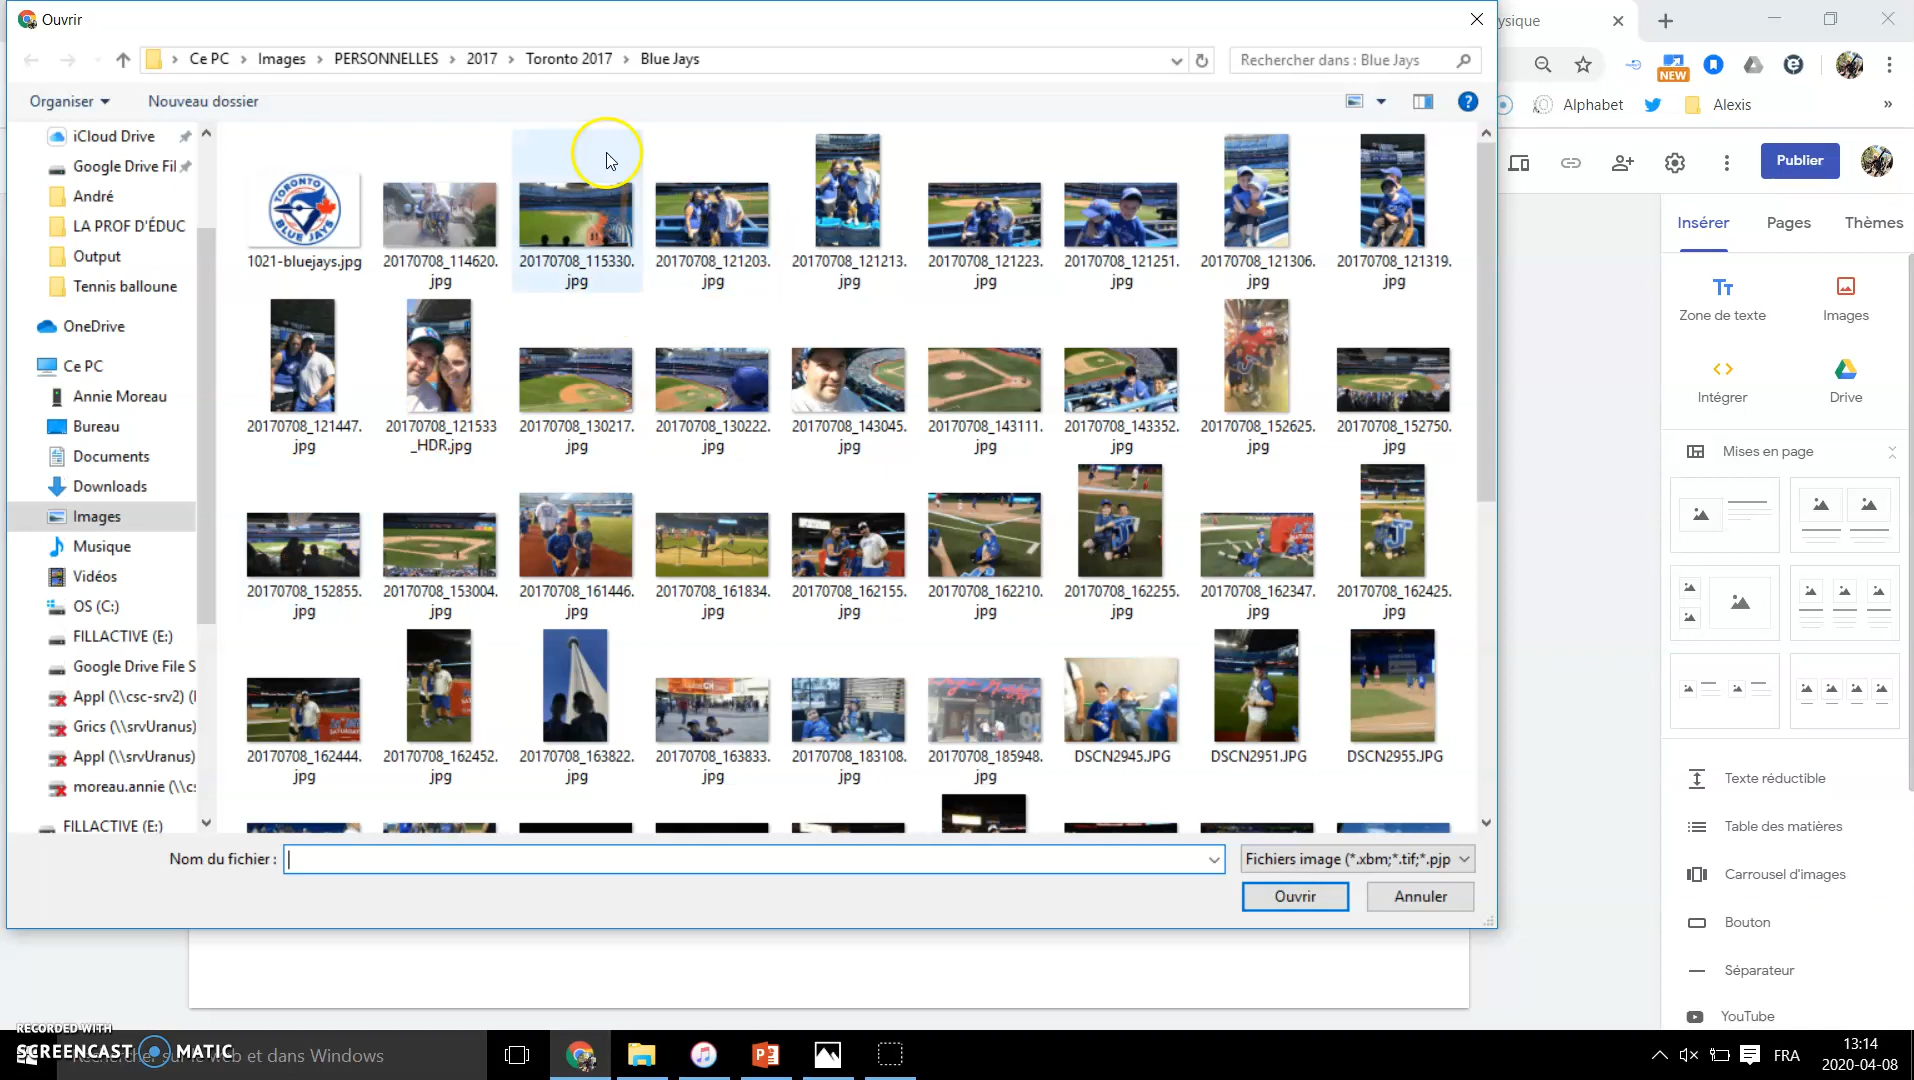 Ouvrir
ysique
Ce PC > Images > PERSONNELLES > 2017 > Toronto 2017 > Blue Jays
Rechercher dans : Blue Jays
NEW
Organiser
Nouveau dossier
Alphabet
Alexis
»
iCloud Drive
Google Drive Fil
André
LA PROF D'ÉDUC
Output
Tennis balloune
OneDrive
Ce PC
Annie Moreau
Bureau
Documents
Downloads
Images
Musique
Vidéos
OS (C:)
FILLACTIVE (E:)
Google Drive File S
Appl (\\csc-srv2) (
Grics (\\srvUranus)
Appl (\\srvUranus)
moreau.annie (\\c
FILLACTIVE (E:)
TORONTO
BLUE JAYS
1021-bluejays.jpg
20170708_114620.jpg
20170708_115330.jpg
20170708_121203.jpg
20170708_121213.jpg
20170708_121223.jpg
20170708_121251.jpg
20170708_121306.jpg
20170708_121319.jpg
20170708_121447.jpg
20170708_121533_HDR.jpg
20170708_130217.jpg
20170708_130222.jpg
20170708_143045.jpg
20170708_143111.jpg
20170708_143352.jpg
20170708_152625.jpg
20170708_152750.jpg
20170708_152855.jpg
20170708_153004.jpg
20170708_161446.jpg
20170708_161834.jpg
20170708_162155.jpg
20170708_162210.jpg
20170708_162255.jpg
20170708_162347.jpg
20170708_162425.jpg
20170708_162444.jpg
20170708_162452.jpg
20170708_163822.jpg
20170708_163833.jpg
20170708_183108.jpg
20170708_185948.jpg
DSCN2945.JPG
DSCN2951.JPG
DSCN2955.JPG
Nom du fichier :
Fichiers image (*.xbm;*.tif;*.pjp
Ouvrir
Annuler
Publier
Insérer
Pages
Thèmes
Zone de texte
Images
Intégrer
Drive
Mises en page
Texte réductible
Table des matières
Carrousel d'images
Bouton
Séparateur
YouTube
RECORDED WITH
SCREENCAST MATIC
et dans Windows
FRA
13:14
2020-04-08